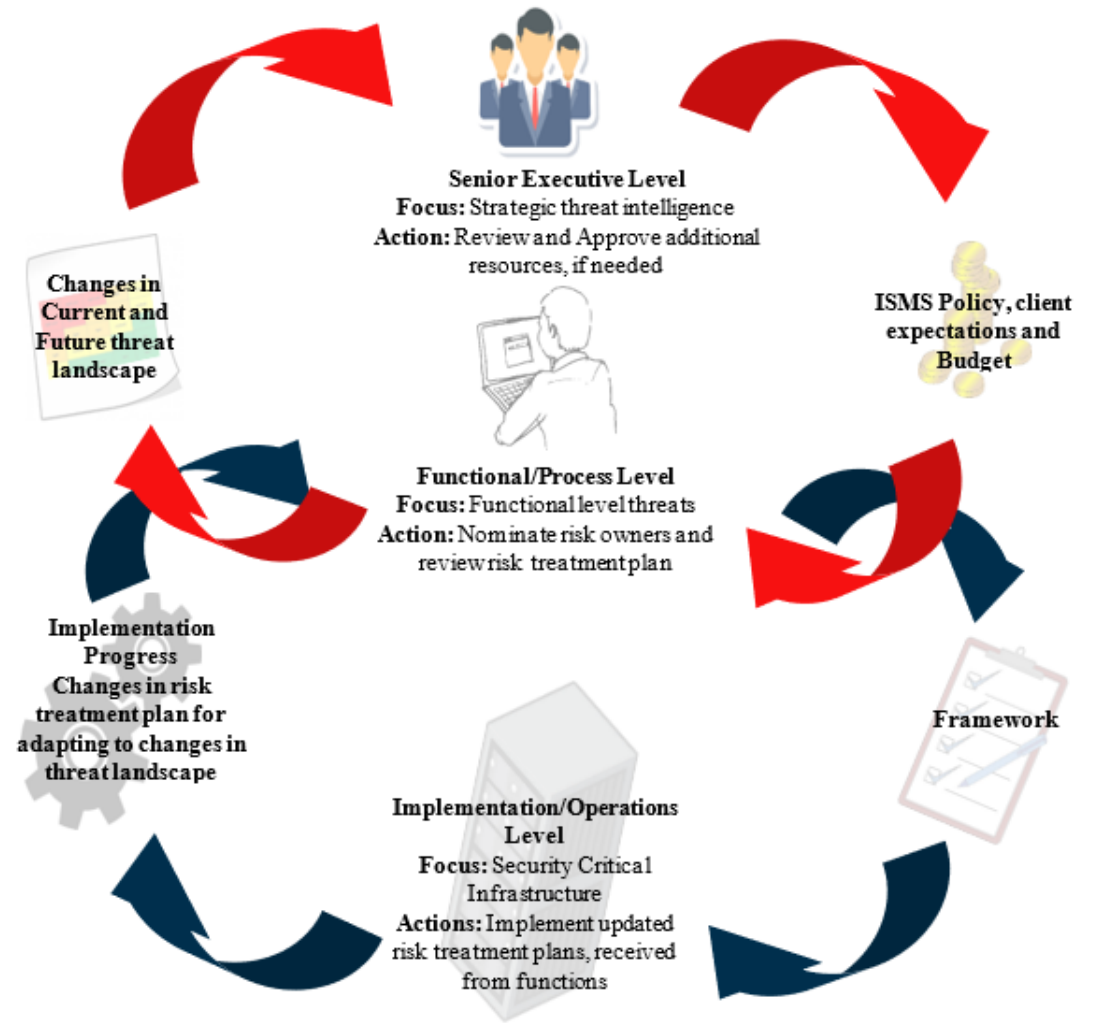 Senior Executive Level
Focus: Strategic threat intelligence
Action: Review and Approve additional
resources, if needed
Changes in
Current and
Future threat
landscape
ISMS Policy, client
expectations and
Budget
Functional/Process Level
Focus: Functional level threats
Action: Nominate risk owners and
review risk treatment plan
Implementation
Progress
Changes in risk
treatment plan for
adapting to changes in
threat landscape
Framework
Implementation/Operations
Level
Focus: Security Critical
Infrastructure
Actions: Implement updated
risk treatment plans, received
from functions